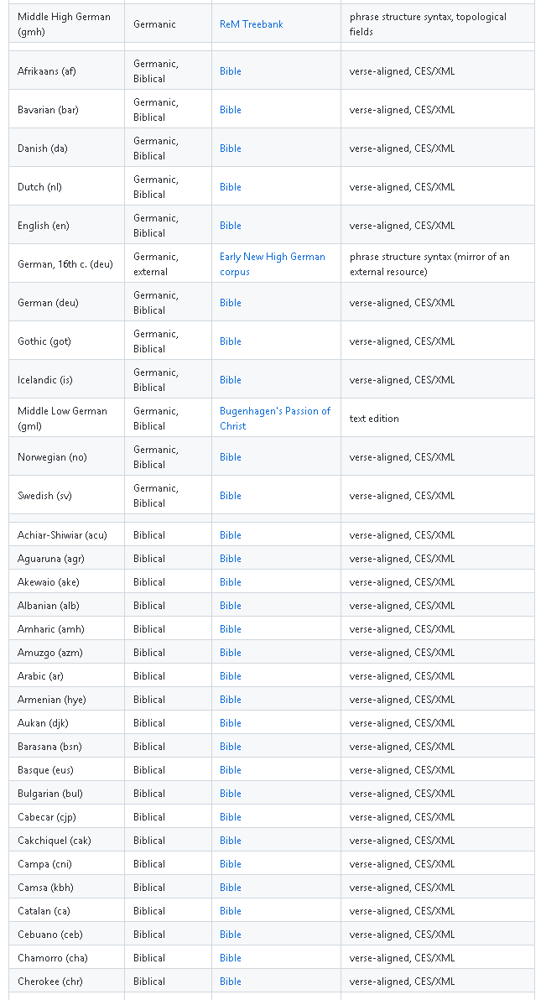 Middle High German (gmh) Germanic ReM Treebank phrase structure syntax, topological fields
Afrikaans (af) Germanic, Biblical Bible verse-aligned, CES/XML
Bavarian (bar) Germanic, Biblical Bible verse-aligned, CES/XML
Danish (da) Germanic, Biblical Bible verse-aligned, CES/XML
Dutch (nl) Germanic, Biblical Bible verse-aligned, CES/XML
English (en) Germanic, Biblical Bible verse-aligned, CES/XML
German, 16th c. (deu) Germanic, external Early New High German corpus phrase structure syntax (mirror of an external resource)
German (deu) Germanic, Biblical Bible verse-aligned, CES/XML
Gothic (got) Germanic, Biblical Bible verse-aligned, CES/XML
Icelandic (is) Germanic, Biblical Bible verse-aligned, CES/XML
Middle Low German (gml) Germanic, Biblical Bugenhagen's Passion of Christ text edition
Norwegian (no) Germanic, Biblical Bible verse-aligned, CES/XML
Swedish (sv) Germanic, Biblical Bible verse-aligned, CES/XML
Achiar-Shiwiar (acu) Biblical Bible verse-aligned, CES/XML
Aguaruna (agr) Biblical Bible verse-aligned, CES/XML
Akewaio (ake) Biblical Bible verse-aligned, CES/XML
Albanian (alb) Biblical Bible verse-aligned, CES/XML
Amharic (amh) Biblical Bible verse-aligned, CES/XML
Amuzgo (azm) Biblical Bible verse-aligned, CES/XML
Arabic (ar) Biblical Bible verse-aligned, CES/XML
Armenian (hye) Biblical Bible verse-aligned, CES/XML
Aukan (djk) Biblical Bible verse-aligned, CES/XML
Barasana (bsn) Biblical Bible verse-aligned, CES/XML
Basque (eus) Biblical Bible verse-aligned, CES/XML
Bulgarian (bul) Biblical Bible verse-aligned, CES/XML
Cabecar (cjp) Biblical Bible verse-aligned, CES/XML
Cakchiquel (cak) Biblical Bible verse-aligned, CES/XML
Campa (cni) Biblical Bible verse-aligned, CES/XML
Camsa (kbh) Biblical Bible verse-aligned, CES/XML
Catalan (ca) Biblical Bible verse-aligned, CES/XML
Cebuano (ceb) Biblical Bible verse-aligned, CES/XML
Chamorro (cha) Biblical Bible verse-aligned, CES/XML
Cherokee (chr) Biblical Bible verse-aligned, CES/XML